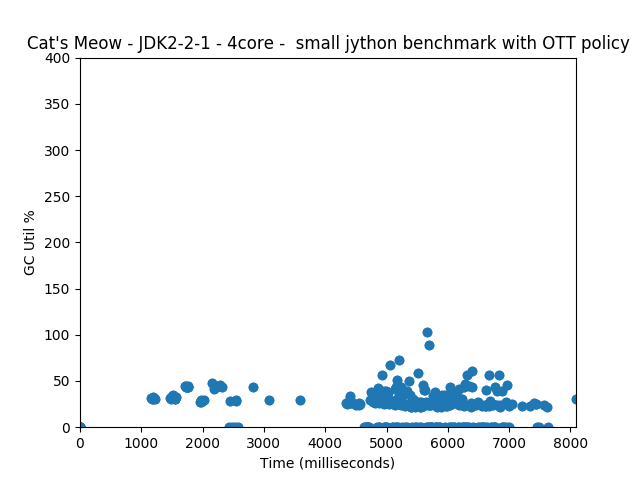 Cat's Meow - JDK2-2-1 - 4core -  small jython benchmark with OTT policy
400
350
300
250
200
150
100
50
0
GC Util %
0 1000 2000 3000 4000 5000 6000 7000 8000
Time (milliseconds)